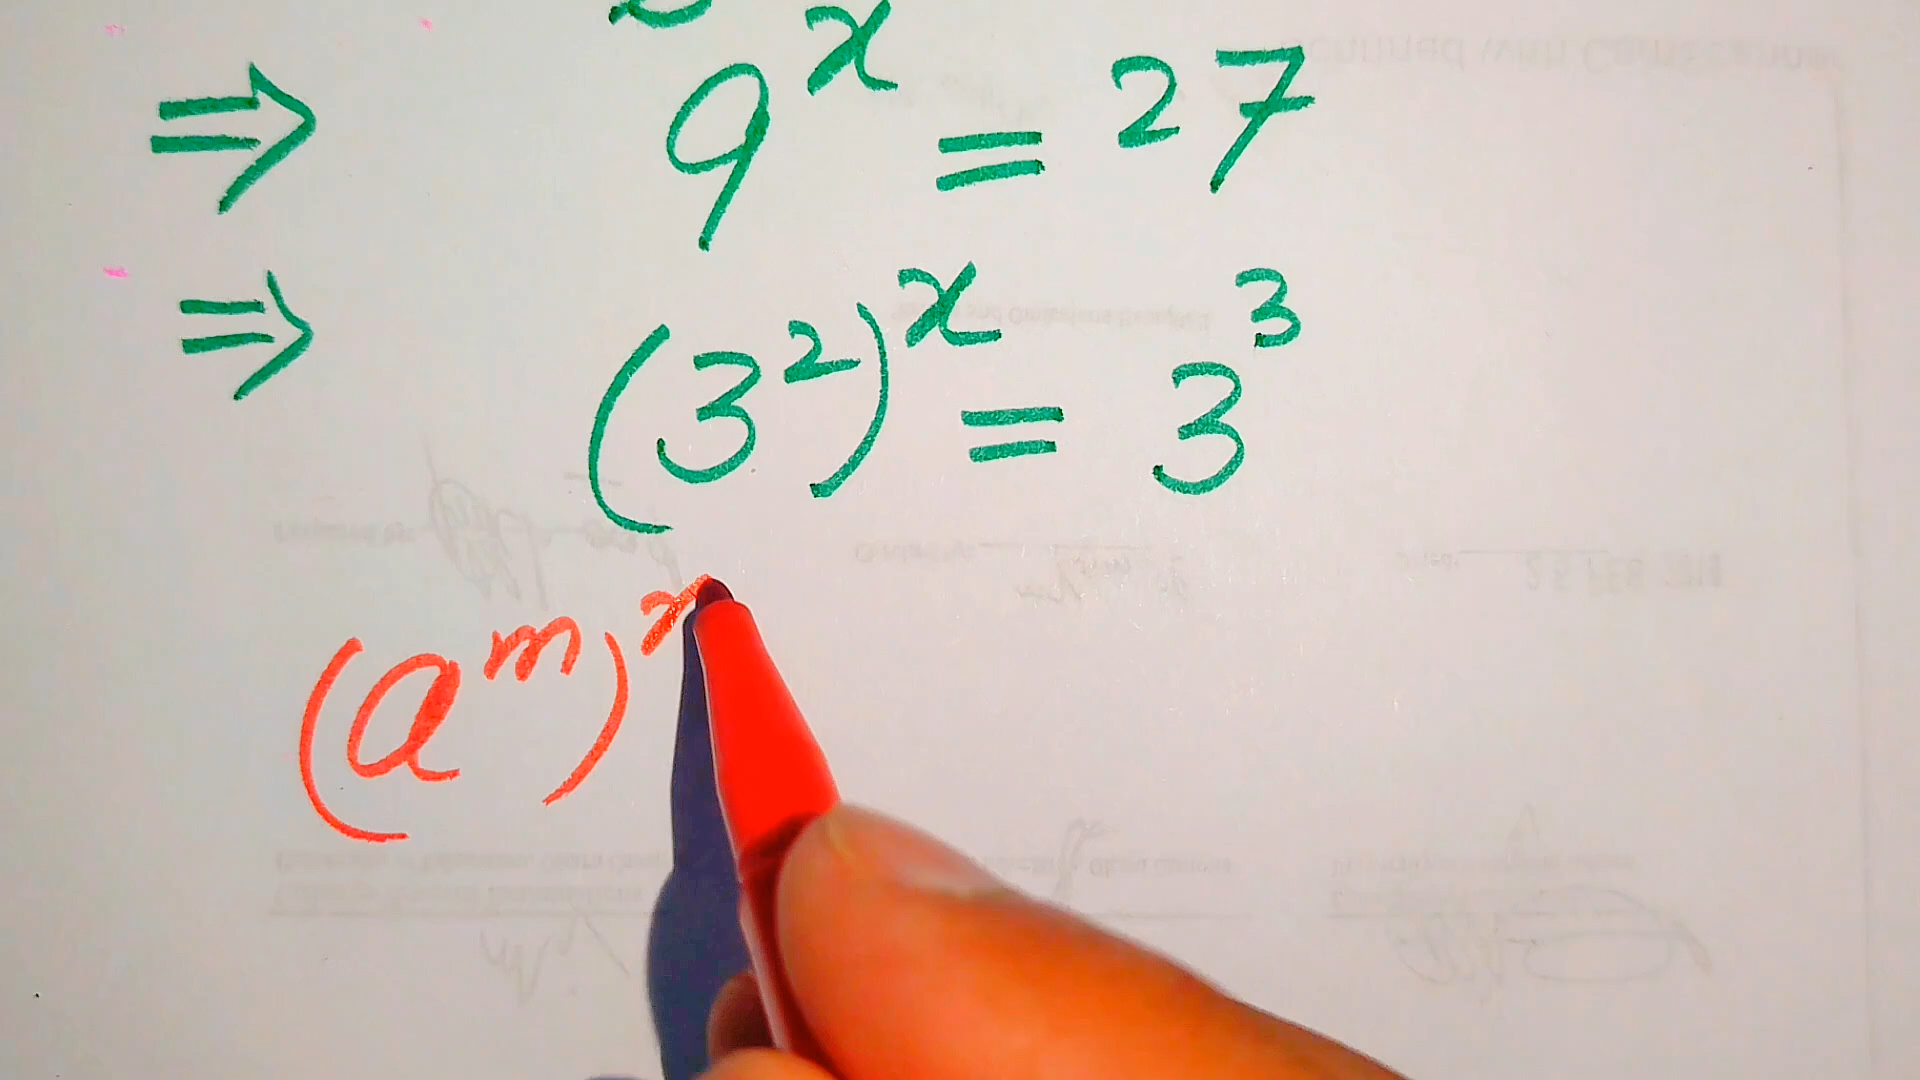 ⇒ 9^x = 27
⇒ (3^2)^x = 3^3
(a^m)